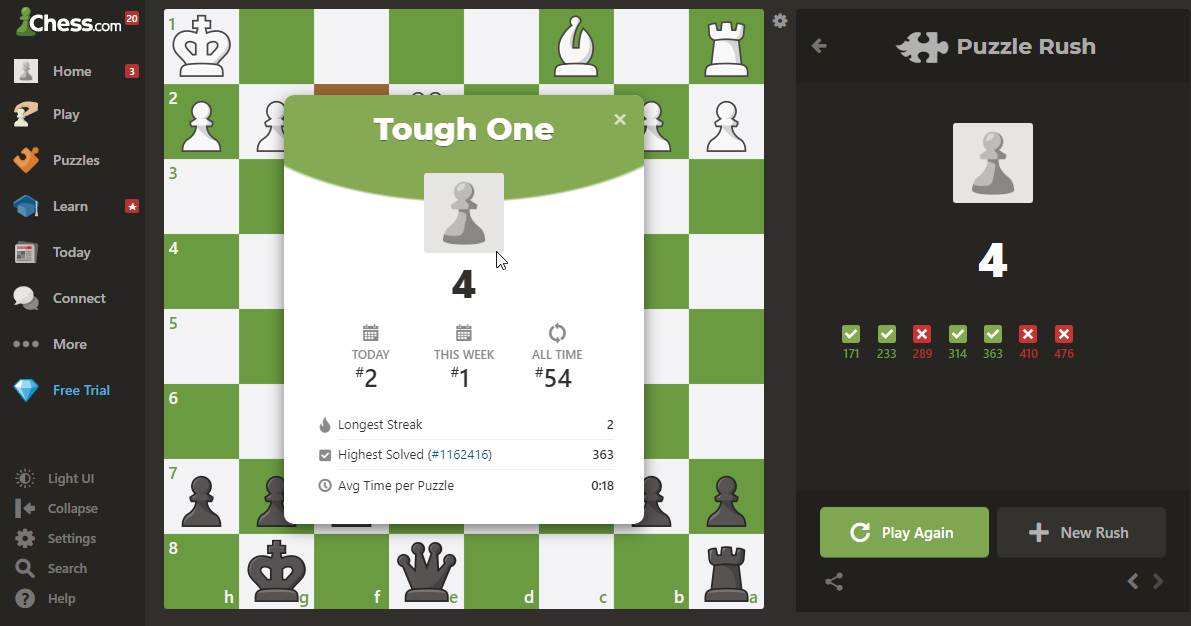 Chess.com 20
Home 3
Play
Puzzles
Learn
Today
Connect
More
Free Trial
Light UI
Collapse
Settings
Search
Help
1
2
3
4
5
6
7
8
h g f e d c b a
Tough One
4
TODAY THIS WEEK ALL TIME
#2 #1 #54
Longest Streak 2
Highest Solved (#1162416) 363
Avg Time per Puzzle 0:18
Puzzle Rush
4
171 233 289 314 363 410 476
Play Again
New Rush